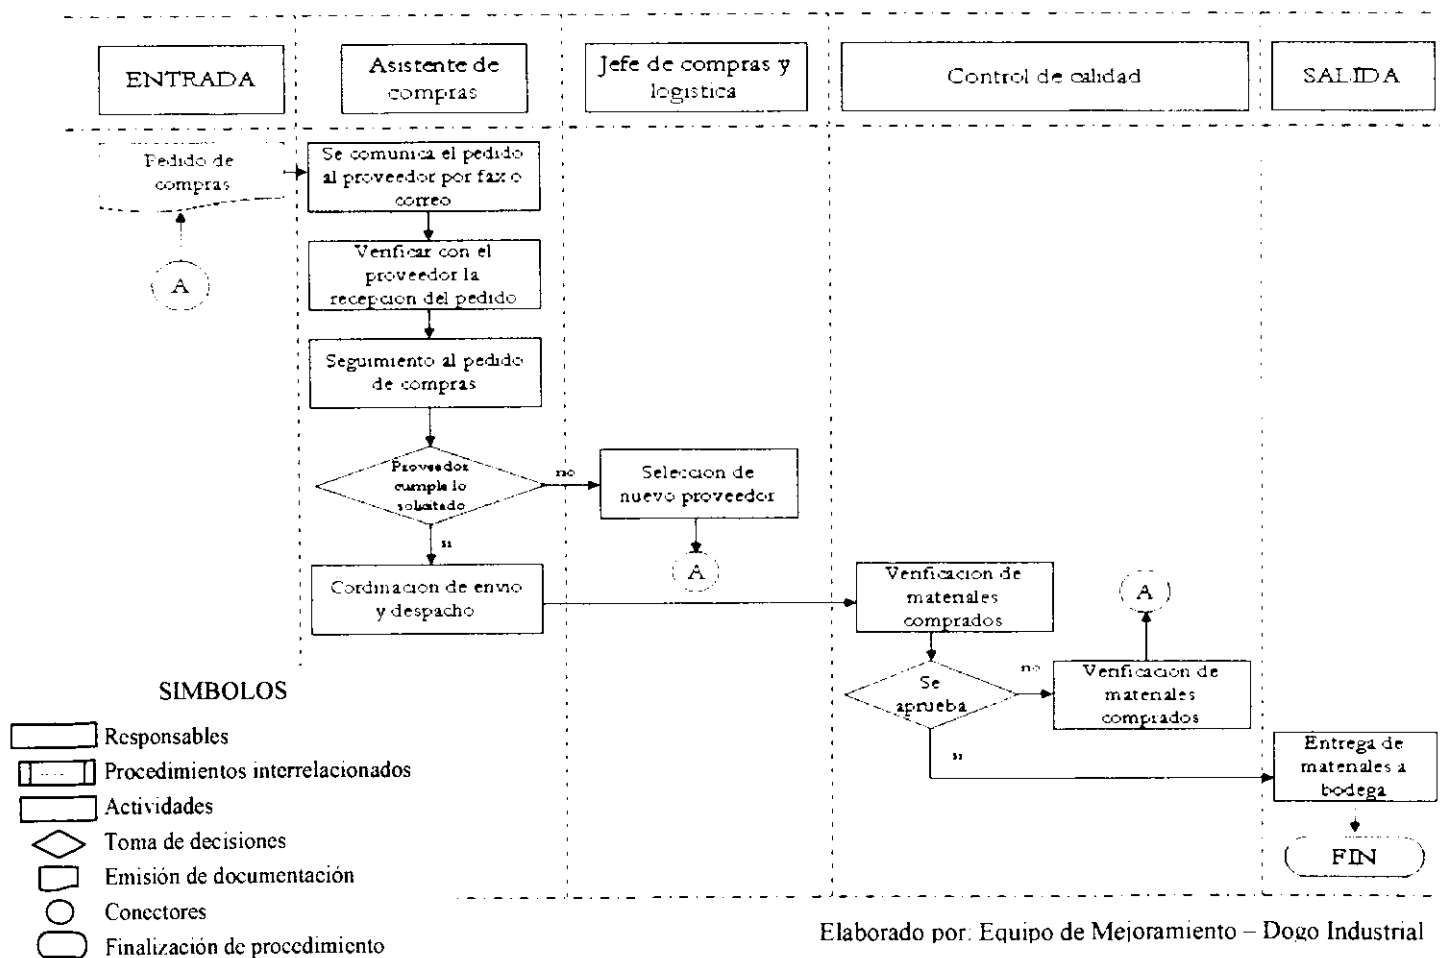 ENTRADA
Asistente de
compras
Jefe de compras y
logistica
Control de calidad
SALIDA
Pedido de
compras
Se comunica el pedido
al proveedor por fax o
correo
A
Verificar con el
proveedor la
recepcion del pedido
Seguimiento al pedido
de compras
Proveedor
cumple lo
solicitado
no
Seleccion de
nuevo proveedor
si
A
Cordinacion de envio
y despacho
Verificacion de
materiales
comprados
A
Se
aprueba
no
Verificacion de
materiales
comprados
si
Entrega de
materiales a
bodega
FIN
SIMBOLOS
Responsables
Procedimientos interrelacionados
Actividades
Toma de decisiones
Emisión de documentación
Conectores
Finalización de procedimiento
Elaborado por: Equipo de Mejoramiento – Dogo Industrial